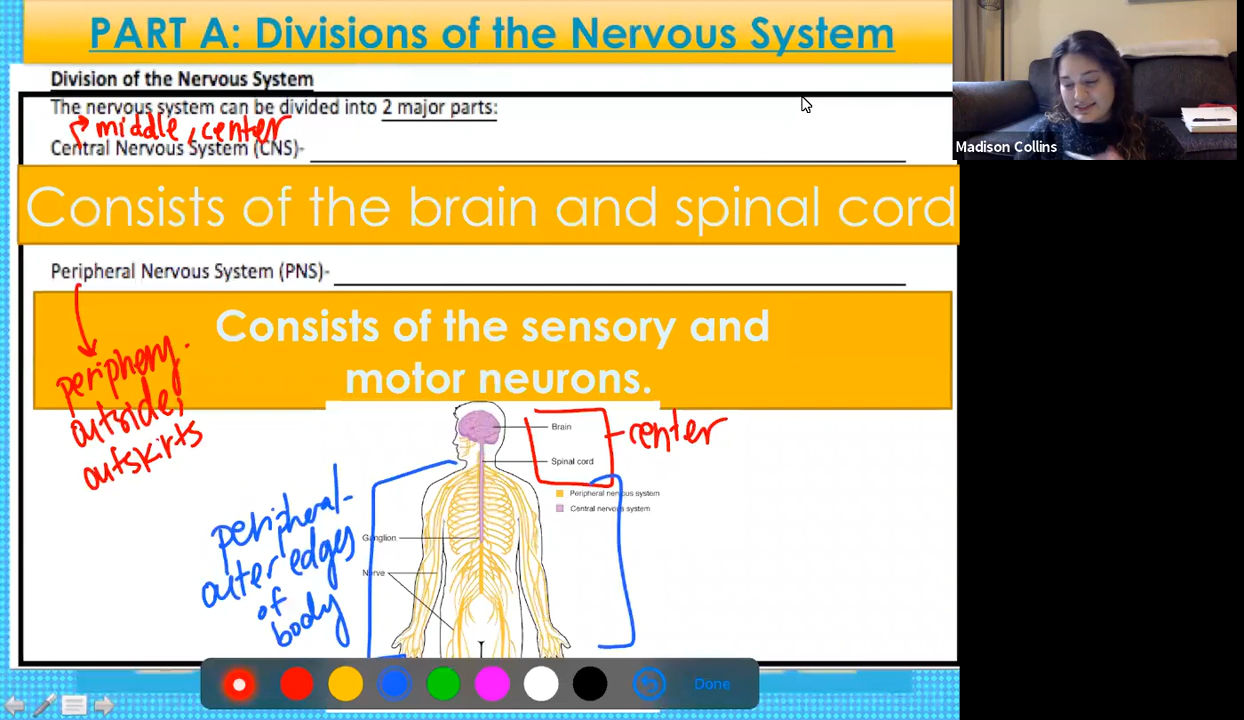 PART A: Divisions of the Nervous System
Division of the Nervous System
The nervous system can be divided into 2 major parts:
middle, center
Central Nervous System (CNS)-
Madison Collins
Consists of the brain and spinal cord
Peripheral Nervous System (PNS)-
Consists of the sensory and
motor neurons.
periphery.
outside,
outskirts
Brain
Spinal cord
center
Peripheral nervous system
Central nervous system
peripheral-
outer edges
of
body
Ganglion
Nerve
Done